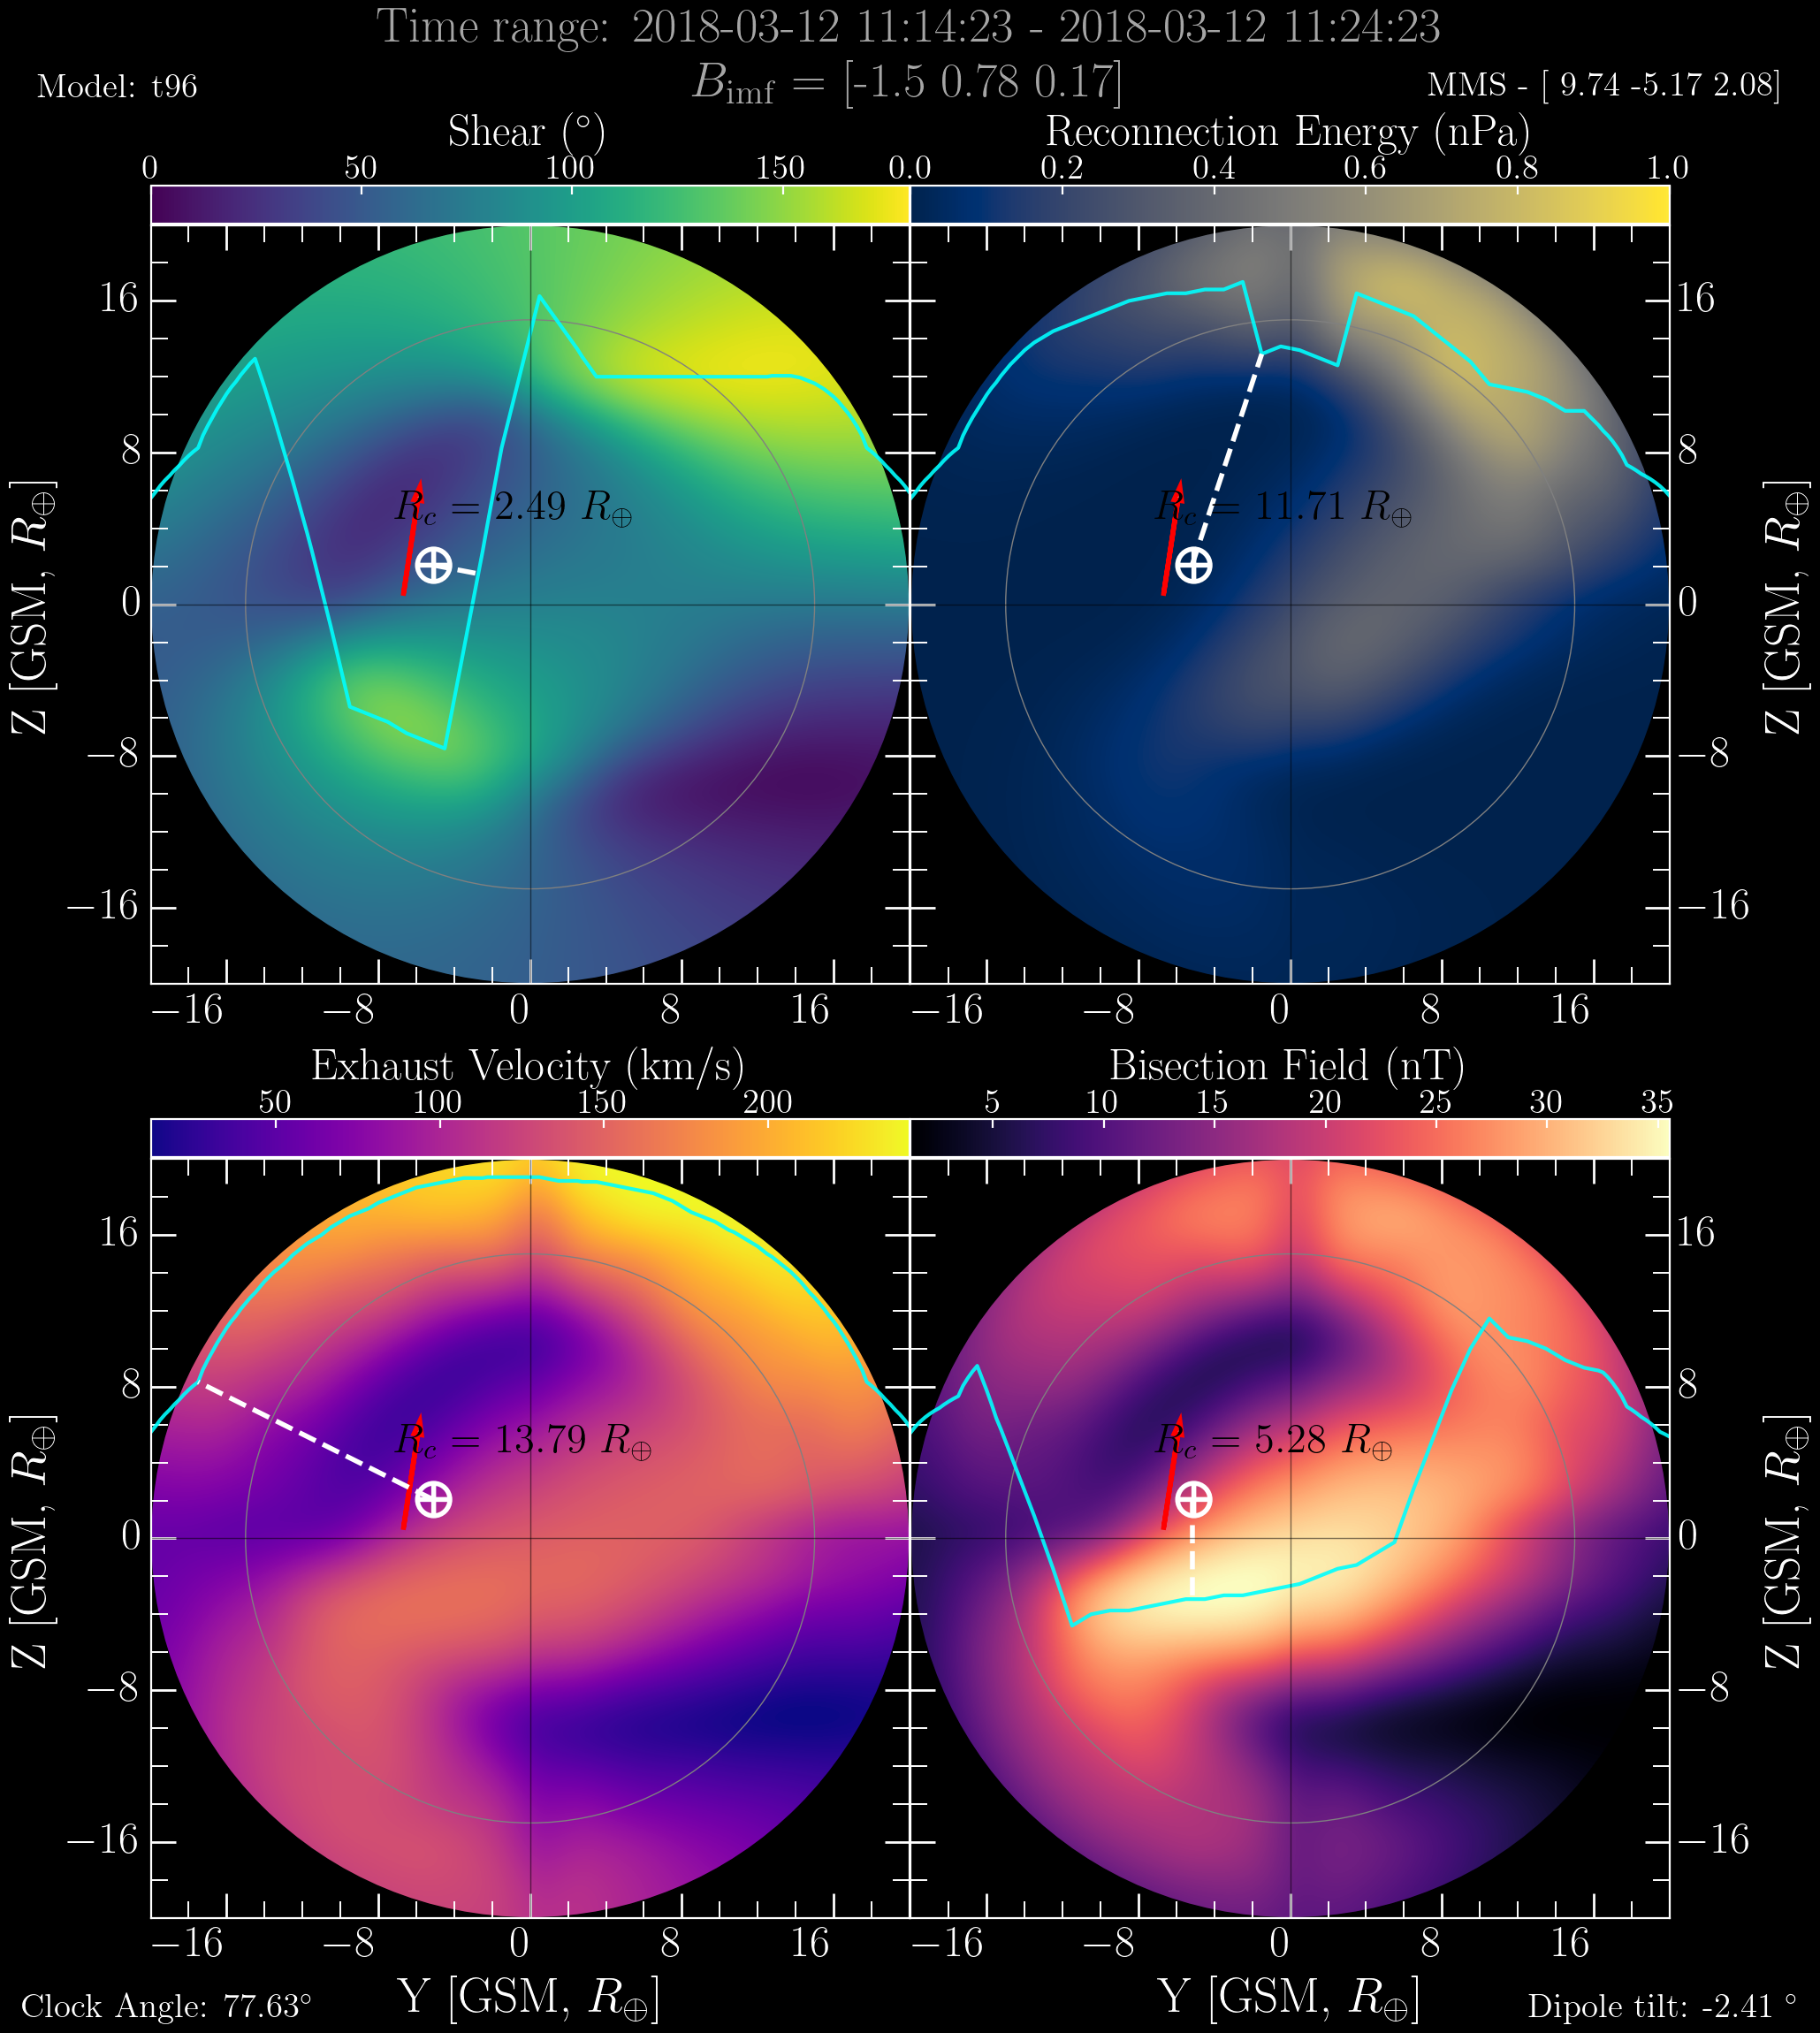 Time range: 2018-03-12 11:14:23 - 2018-03-12 11:24:23
B_imf = [-1.5 0.78 0.17]
Model: t96
MMS - [ 9.74 -5.17 2.08]
Shear (°)
0 50 100 150
Reconnection Energy (nPa)
0.0 0.2 0.4 0.6 0.8 1.0
16
8
0
−8
−16
Z [GSM, R⊕]
R_c = 2.49 R⊕
−16 −8 0 8 16
R_c = 11.71 R⊕
16
8
0
−8
−16
Z [GSM, R⊕]
−16 −8 0 8 16
Exhaust Velocity (km/s)
50 100 150 200
Bisection Field (nT)
5 10 15 20 25 30 35
16
8
0
−8
−16
Z [GSM, R⊕]
R_c = 13.79 R⊕
−16 −8 0 8 16
Y [GSM, R⊕]
R_c = 5.28 R⊕
16
8
0
−8
−16
Z [GSM, R⊕]
−16 −8 0 8 16
Y [GSM, R⊕]
Clock Angle: 77.63°
Dipole tilt: -2.41 °